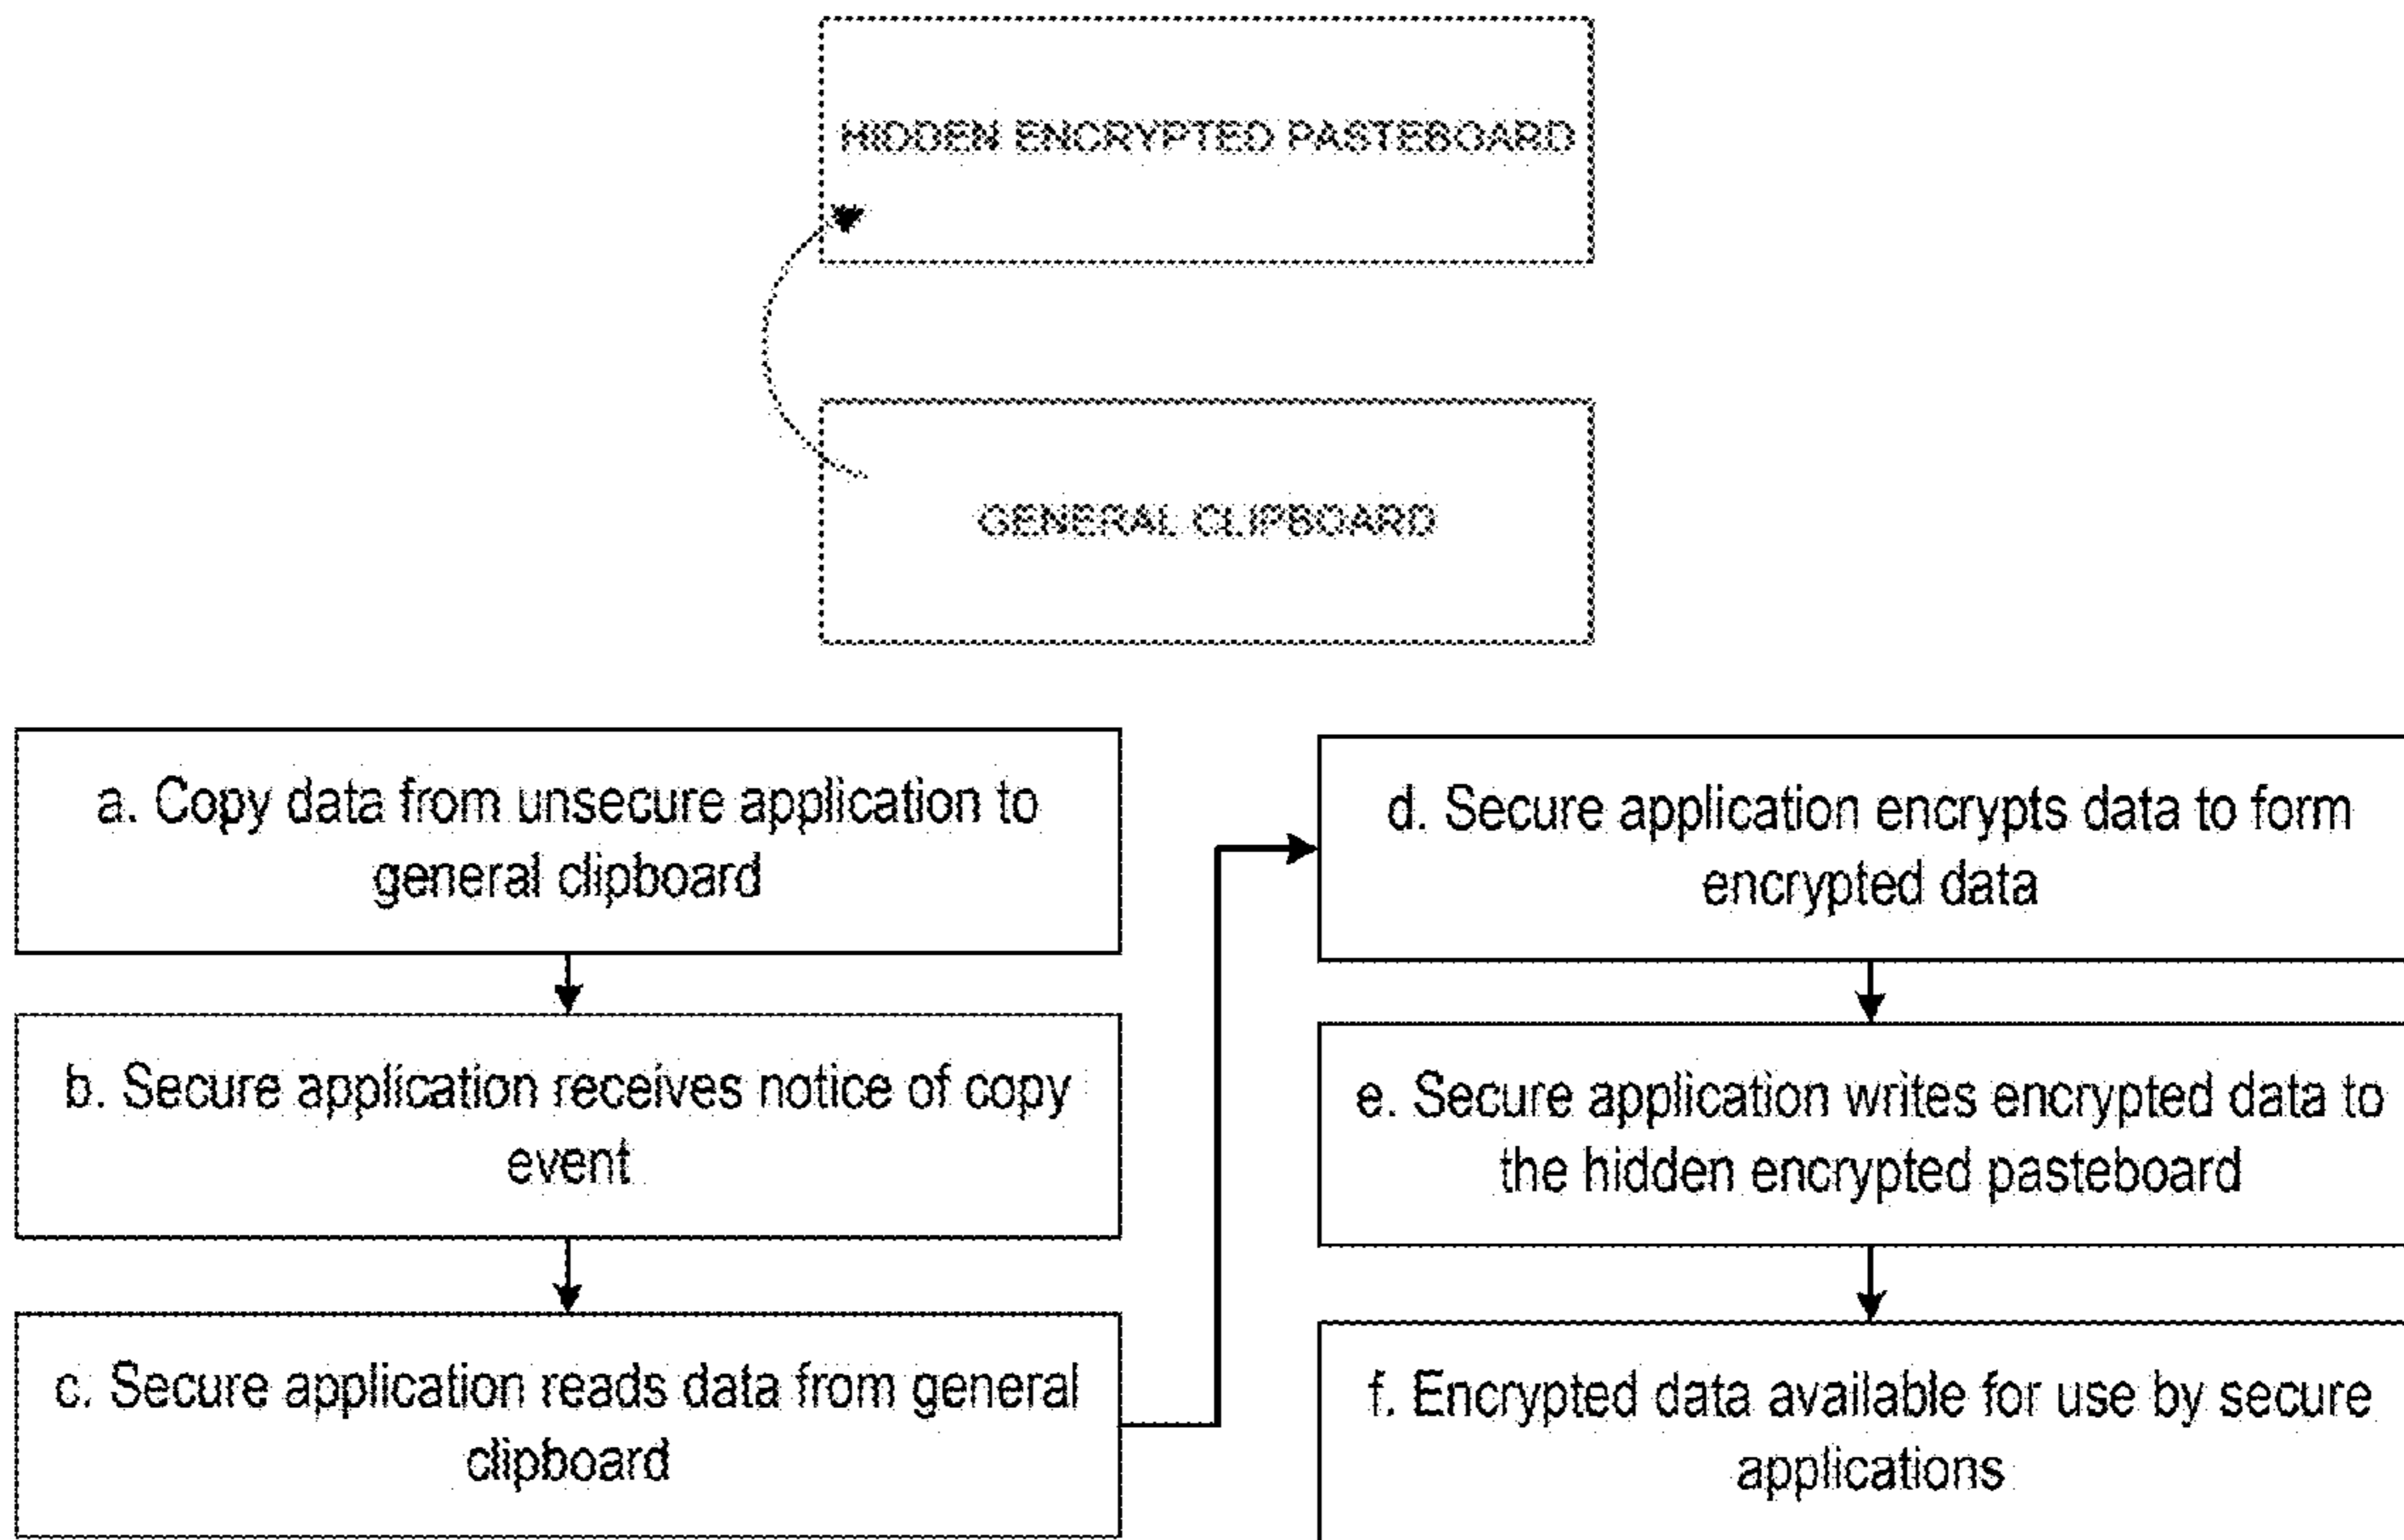 HIDDEN ENCRYPTED PASTEBOARD
GENERAL CLIPBOARD
a. Copy data from unsecure application to
general clipboard
b. Secure application receives notice of copy
event
c. Secure application reads data from general
clipboard
d. Secure application encrypts data to form
encrypted data
e. Secure application writes encrypted data to
the hidden encrypted pasteboard
f. Encrypted data available for use by secure
applications